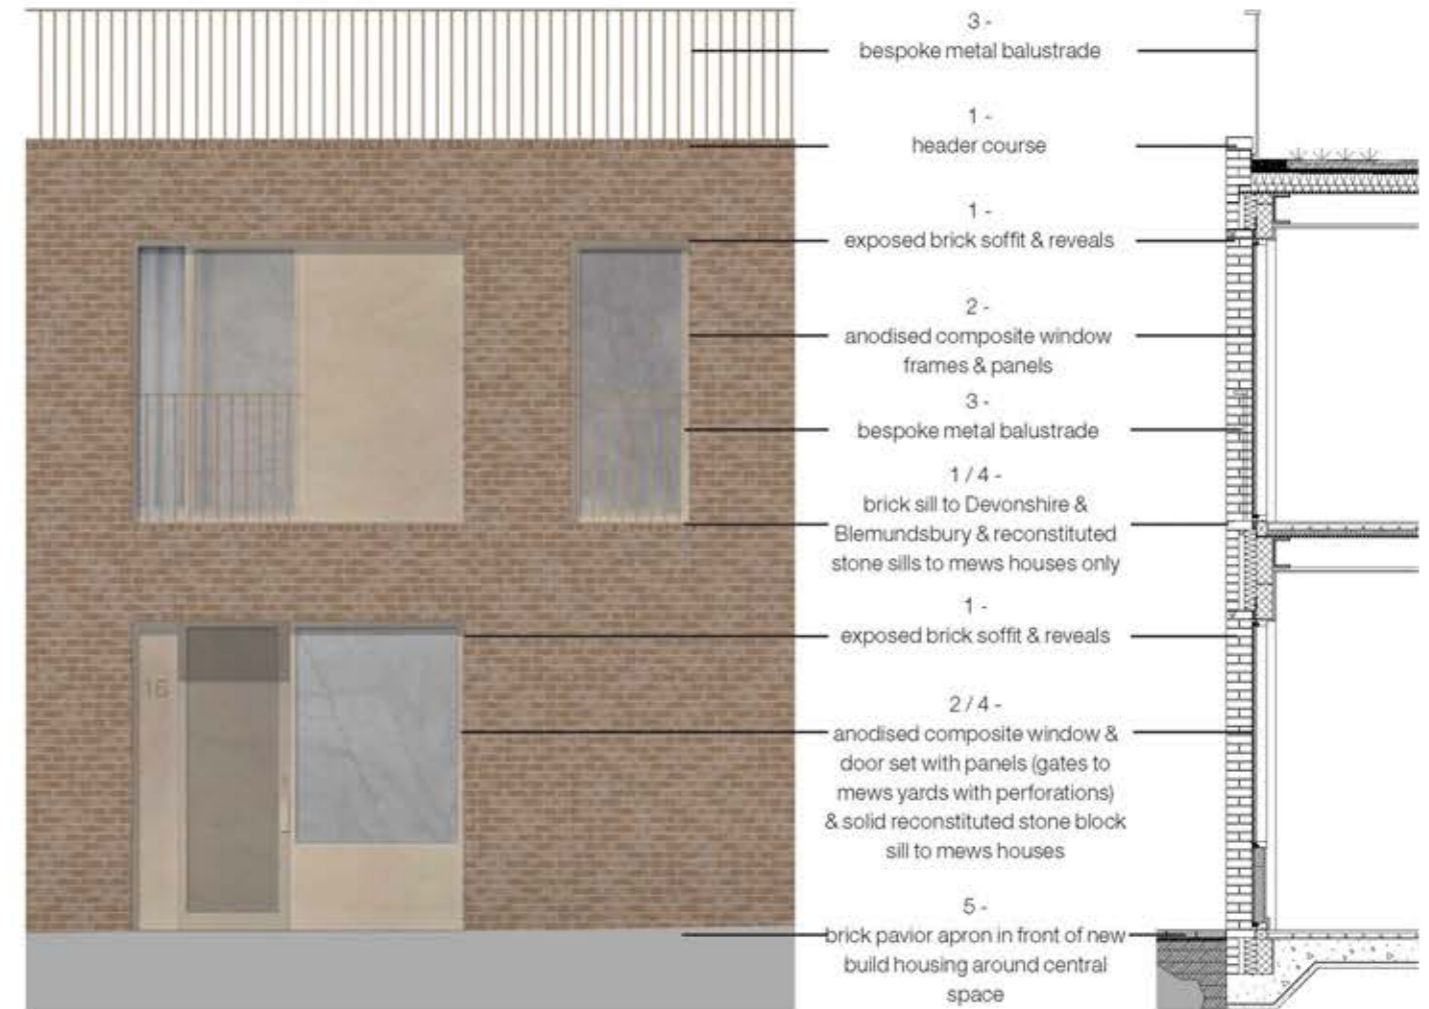 3 -
bespoke metal balustrade
1 -
header course
1 -
exposed brick soffit & reveals
2 -
anodised composite window
frames & panels
3 -
bespoke metal balustrade
1 / 4 -
brick sill to Devonshire &
Blemundsbury & reconstituted
stone sills to mews houses only
1 -
exposed brick soffit & reveals
16
2 / 4 -
anodised composite window &
door set with panels (gates to
mews yards with perforations)
& solid reconstituted stone block
sill to mews houses
5 -
brick pavior apron in front of new
build housing around central
space